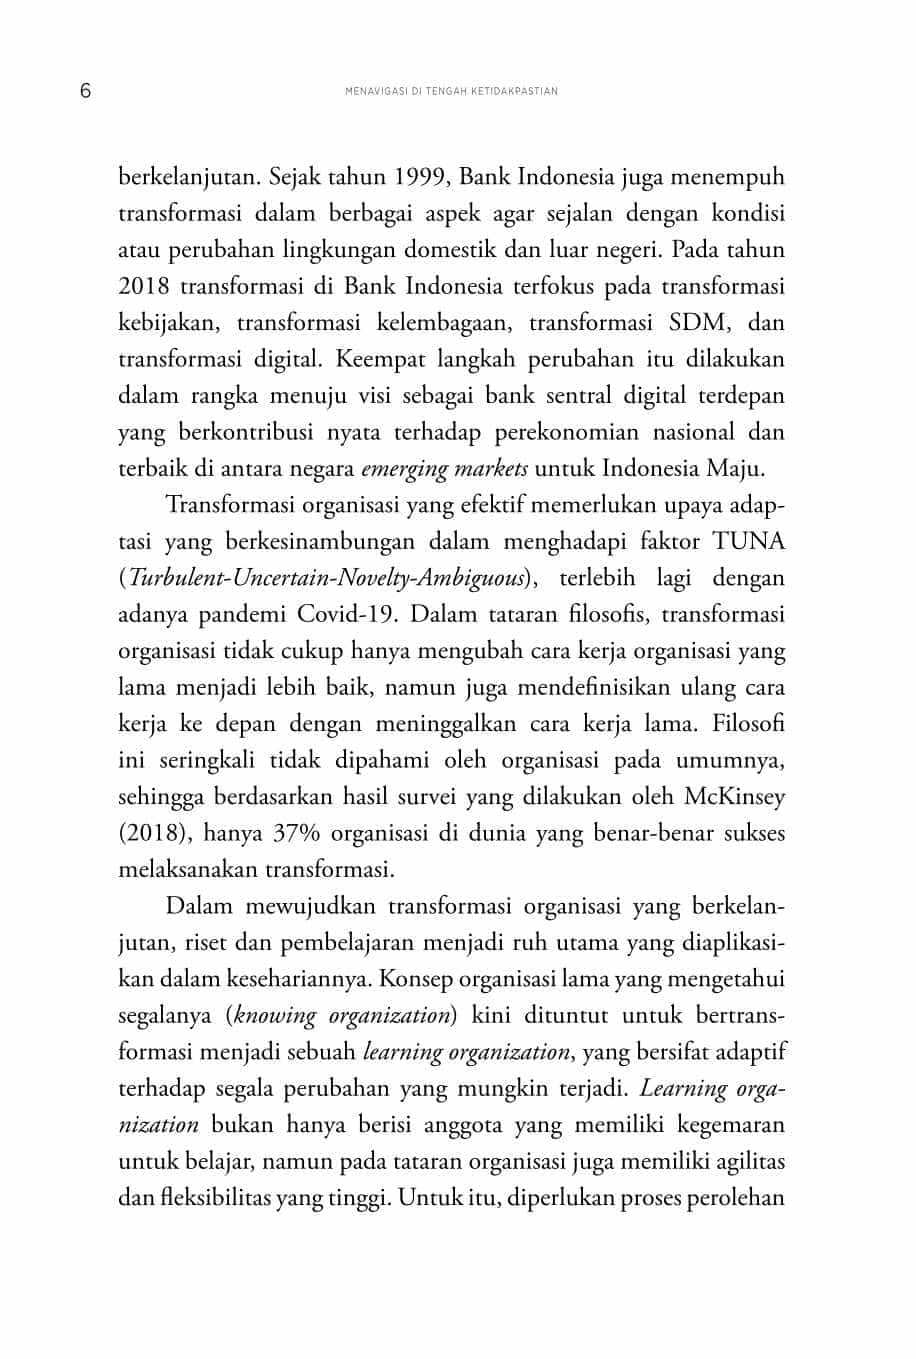 6
MENAVIGASI DI TENGAH KETIDAKPASTIAN
berkelanjutan. Sejak tahun 1999, Bank Indonesia juga menempuh
transformasi dalam berbagai aspek agar sejalan dengan kondisi
atau perubahan lingkungan domestik dan luar negeri. Pada tahun
2018 transformasi di Bank Indonesia terfokus pada transformasi
kebijakan, transformasi kelembagaan, transformasi SDM, dan
transformasi digital. Keempat langkah perubahan itu dilakukan
dalam rangka menuju visi sebagai bank sentral digital terdepan
yang berkontribusi nyata terhadap perekonomian nasional dan
terbaik di antara negara emerging markets untuk Indonesia Maju.
Transformasi organisasi yang efektif memerlukan upaya adap-
tasi yang berkesinambungan dalam menghadapi faktor TUNA
(Turbulent-Uncertain-Novelty-Ambiguous), terlebih lagi dengan
adanya pandemi Covid-19. Dalam tataran filosofis, transformasi
organisasi tidak cukup hanya mengubah cara kerja organisasi yang
lama menjadi lebih baik, namun juga mendefinisikan ulang cara
kerja ke depan dengan meninggalkan cara kerja lama. Filosofi
ini seringkali tidak dipahami oleh organisasi pada umumnya,
sehingga berdasarkan hasil survei yang dilakukan oleh McKinsey
(2018), hanya 37% organisasi di dunia yang benar-benar sukses
melaksanakan transformasi.
Dalam mewujudkan transformasi organisasi yang berkelan-
jutan, riset dan pembelajaran menjadi ruh utama yang diaplikasi-
kan dalam kesehariannya. Konsep organisasi lama yang mengetahui
segalanya (knowing organization) kini dituntut untuk bertrans-
formasi menjadi sebuah learning organization, yang bersifat adaptif
terhadap segala perubahan yang mungkin terjadi. Learning orga-
nization bukan hanya berisi anggota yang memiliki kegemaran
untuk belajar, namun pada tataran organisasi juga memiliki agilitas
dan fleksibilitas yang tinggi. Untuk itu, diperlukan proses perolehan